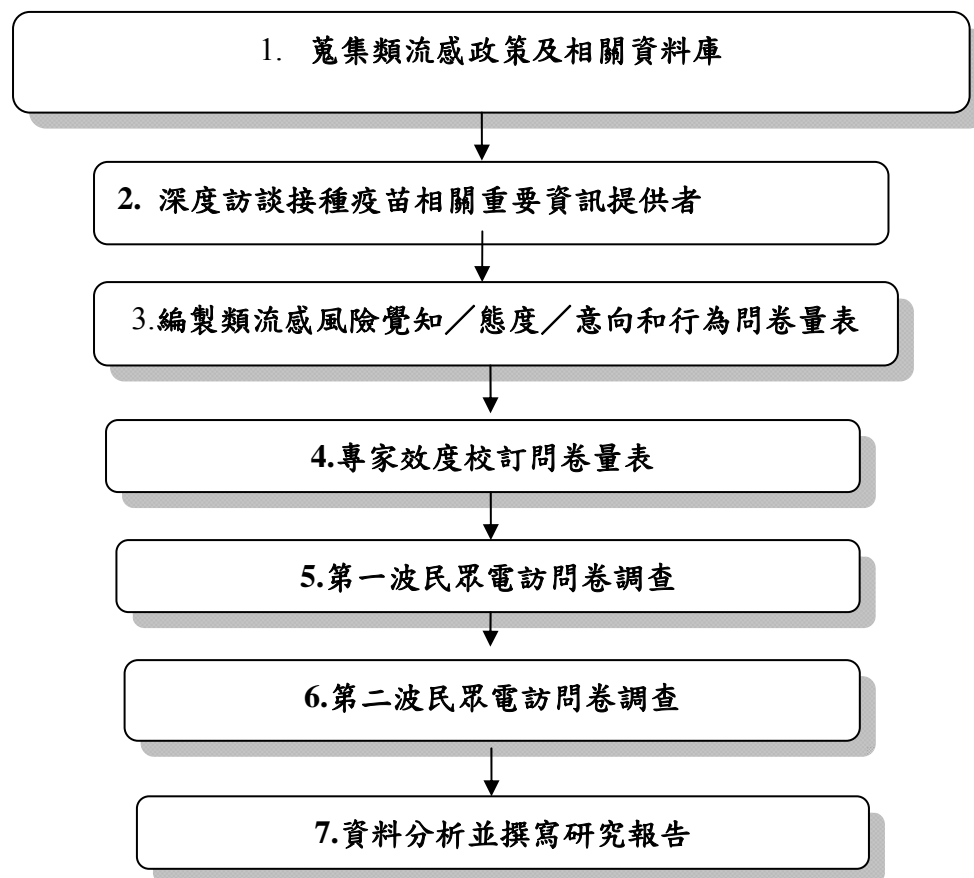 1. 蒐集類流感政策及相關資料庫
2. 深度訪談接種疫苗相關重要資訊提供者
3.編製類流感風險覺知／態度／意向和行為問卷量表
4.專家效度校訂問卷量表
5.第一波民眾電訪問卷調查
6.第二波民眾電訪問卷調查
7.資料分析並撰寫研究報告